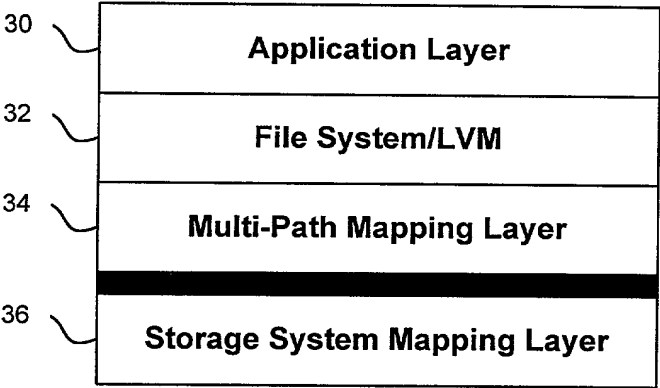 30
Application Layer
32
File System/LVM
34
Multi-Path Mapping Layer
36
Storage System Mapping Layer